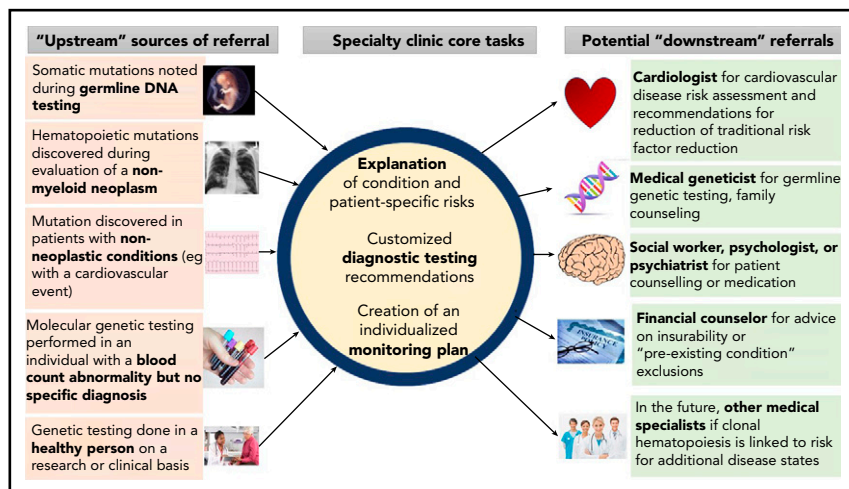 "Upstream" sources of referral
Somatic mutations noted
during germline DNA
testing
Hematopoietic mutations
discovered during
evaluation of a non-
myeloid neoplasm
Mutation discovered in
patients with non-
neoplastic conditions (eg
with a cardiovascular
event)
Molecular genetic testing
performed in an
individual with a blood
count abnormality but no
specific diagnosis
Genetic testing done in a
healthy person on a
research or clinical basis
Specialty clinic core tasks
Explanation
of condition and
patient-specific risks
Customized
diagnostic testing
recommendations
Creation of an
individualized
monitoring plan
Potential "downstream" referrals
Cardiologist for cardiovascular
disease risk assessment and
recommendations for
reduction of traditional risk
factor reduction
Medical geneticist for germline
genetic testing, family
counseling
Social worker, psychologist, or
psychiatrist for patient
counselling or medication
INSURANCE
POLICY
Financial counselor for advice
on insurability or
"pre-existing condition"
exclusions
In the future, other medical
specialists if clonal
hematopoiesis is linked to risk
for additional disease states